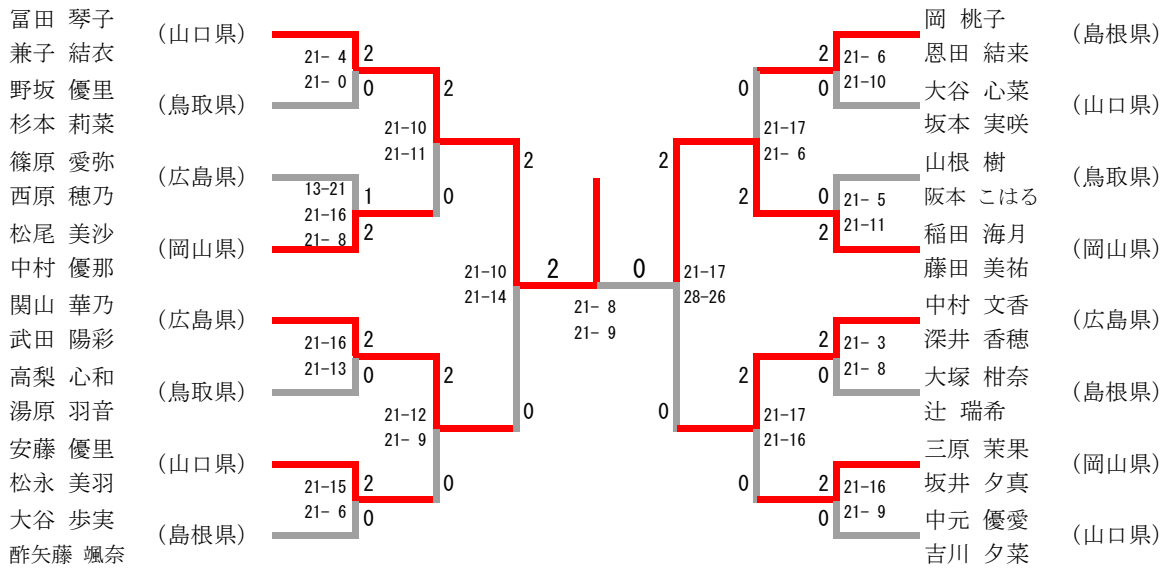 冨田 琴子
(山口県)
兼子 結衣
21- 4
21- 0
2
0
野坂 優里
(鳥取県)
杉本 莉菜
2
21-10
21-11
0
篠原 愛弥
(広島県)
西原 穂乃
13-21
21-16
21- 8
1
2
松尾 美沙
(岡山県)
中村 優那
2
21-10
21-14
0
関山 華乃
(広島県)
武田 陽彩
21-16
21-13
2
0
高梨 心和
(鳥取県)
湯原 羽音
2
21-12
21- 9
0
安藤 優里
(山口県)
松永 美羽
21-15
21- 6
2
0
大谷 歩実
(島根県)
酢矢藤 颯奈
2
0
21- 8
21- 9
岡 桃子
(島根県)
恩田 結来
2
0
21- 6
21-10
大谷 心菜
(山口県)
坂本 実咲
0
21-17
21- 6
2
山根 樹
(鳥取県)
阪本 こはる
0
2
21- 5
21-11
稲田 海月
(岡山県)
藤田 美祐
2
21-17
28-26
0
中村 文香
(広島県)
深井 香穂
2
0
21- 3
21- 8
大塚 柑奈
(島根県)
辻 瑞希
2
21-17
21-16
0
三原 茉果
(岡山県)
坂井 夕真
2
0
21-16
21- 9
中元 優愛
(山口県)
吉川 夕菜